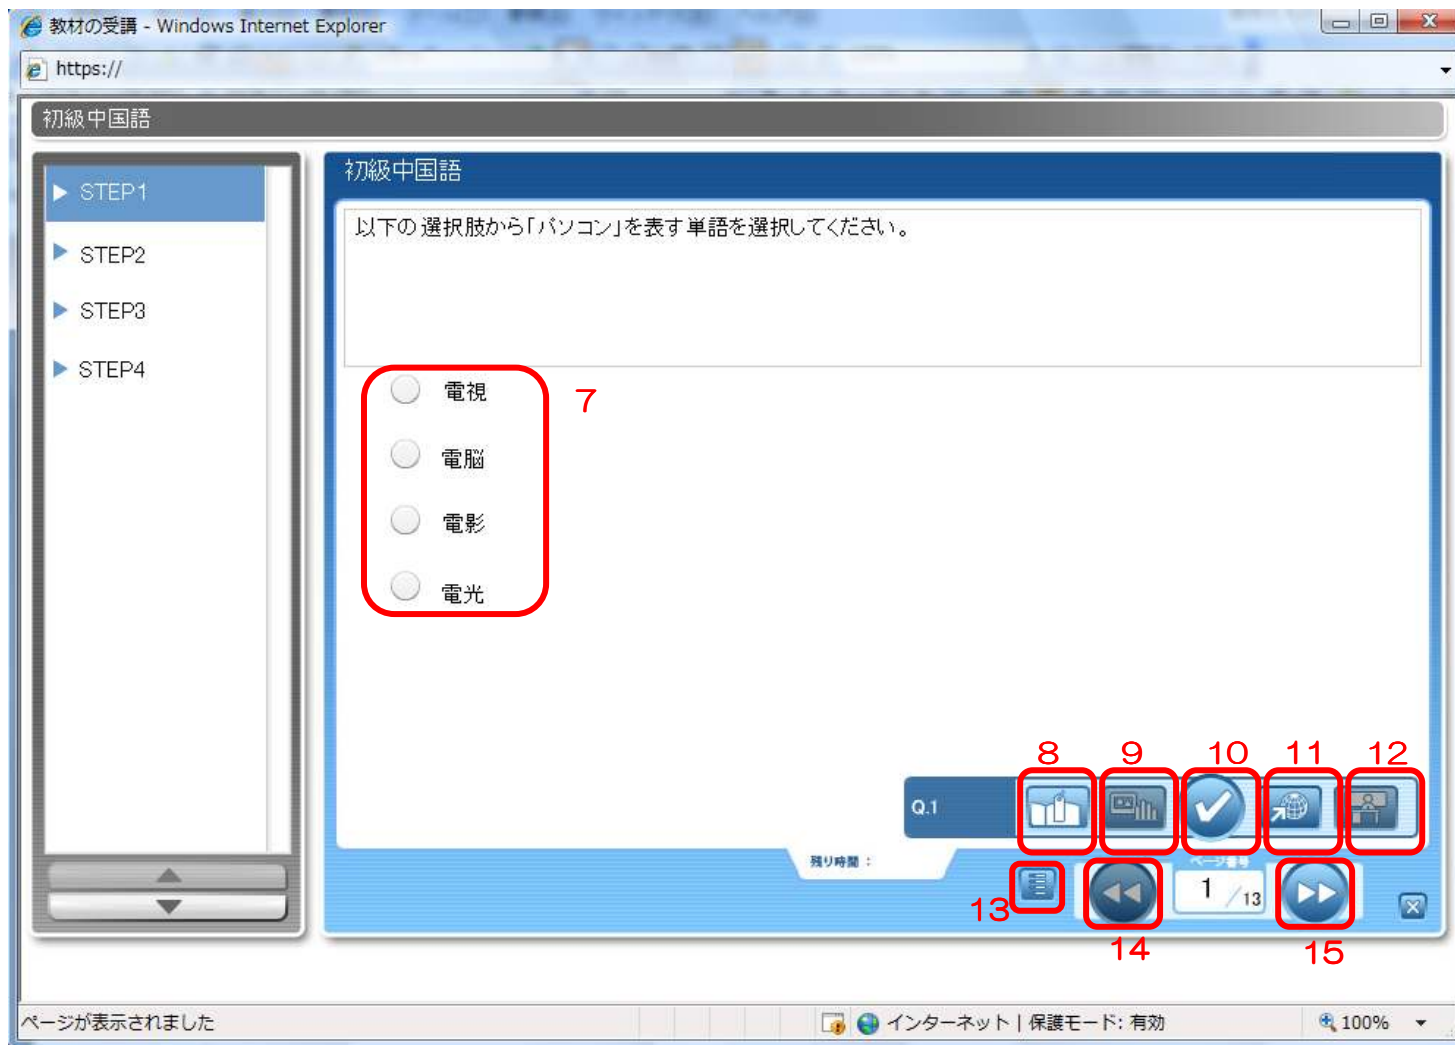 教材の受講 - Windows Internet Explorer
https://
初級中国語
STEP1
STEP2
STEP3
STEP4
初級中国語
以下の選択肢から「パソコン」を表す単語を選択してください。
電視
電脳
電影
電光
7
8 9 10 11 12
Q.1
残り時間：
ページ番号
1 / 13
13
14
15
ページが表示されました
インターネット | 保護モード: 有効
100%